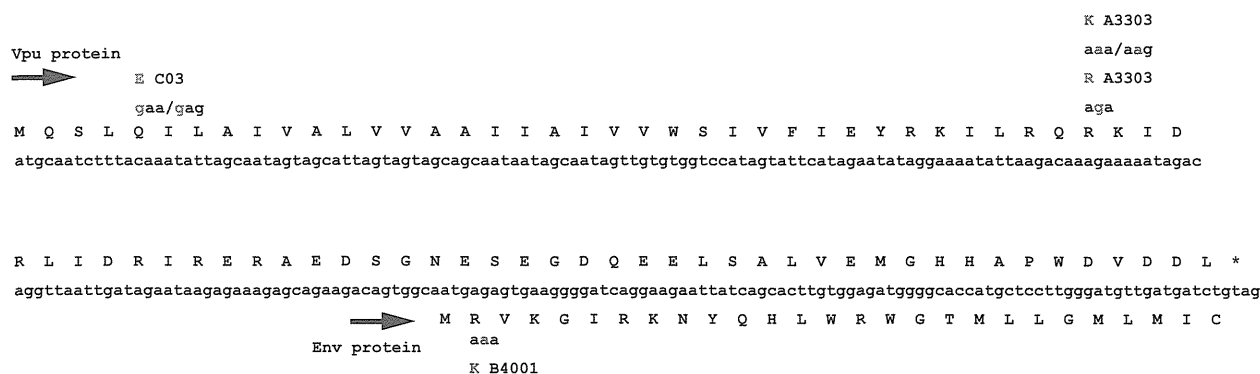 K A3303
Vpu protein
aaa/aag
E C03
R A3303
gaa/gag
aga
M Q S L Q I L A I V A L V V A A I I A I V V W S I V F I E Y R K I L R Q R K I D
atgcaatctttacaaatattagcaatagtagcattagtagtagcagcaataatagcaatagttgtgtggtccatagtattcatagaatataggaaaatattaagacaaagaaaaatagac
R L I D R I R E R A E D S G N E S E G D Q E E L S A L V E M G H H A P W D V D D L *
aggttaattgatagaataagagaaagagcagaagacagtggcaatgagagtgaaggggatcaggaagaattatcagcacttgtggagatggggcaccatgctccttgggatgttgatgatctgtag
M R V K G I R K N Y Q H L W R W G T M L L G M L M I C
Env protein
aaa
K B4001